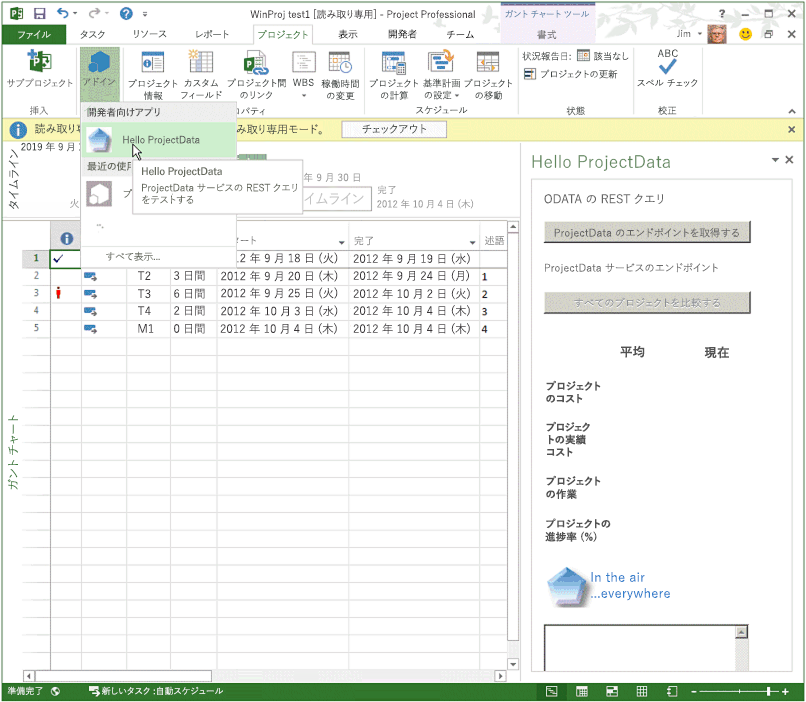 WinProj test1 [読み取り専用] - Project Professional
ガント チャート ツール
ファイル
タスク
リソース
レポート
プロジェクト
表示
開発者
チーム
書式
Jim
サブプロジェクト
アドイン
プロジェクト
情報
カスタム
フィールド
プロジェクト間
のリンク
WBS
稼働時間
の変更
プロジェクト
の計算
基準計画
の設定
プロジェクト
の移動
状況報告日:
該当なし
プロジェクトの更新
ABC
スペル チェック
挿入
パティ
スケジュール
状態
校正
開発者向けアプリ
Hello ProjectData
最近の使用
すべて表示...
Hello ProjectData
ProjectData サービスの REST クエリ
をテストする
読み取り専
み取り専用モード。
チェックアウト
タイムライン
2019 年 9 月
火
年 9 月 30 日
イムライン
完了
2012 年 10 月 4 日 (木)
ート
完了
述語
1
12 年 9 月 18 日 (火)
2012 年 9 月 19 日 (水)
2
T2
3 日間
2012 年 9 月 20 日 (木)
2012 年 9 月 24 日 (月)
1
3
T3
6 日間
2012 年 9 月 25 日 (火)
2012 年 10 月 2 日 (火)
2
4
T4
2 日間
2012 年 10 月 3 日 (水)
2012 年 10 月 4 日 (木)
3
5
M1
0 日間
2012 年 10 月 4 日 (木)
2012 年 10 月 4 日 (木)
4
ガント チャート
Hello ProjectData
ODATA の REST クエリ
ProjectData のエンドポイントを取得する
ProjectData サービスのエンドポイント
すべてのプロジェクトを比較する
平均
現在
プロジェクト
のコスト
プロジェク
トの実績
コスト
プロジェクト
の作業
プロジェクトの
進捗率 (%)
In the air
...everywhere
準備完了
新しいタスク :自動スケジュール